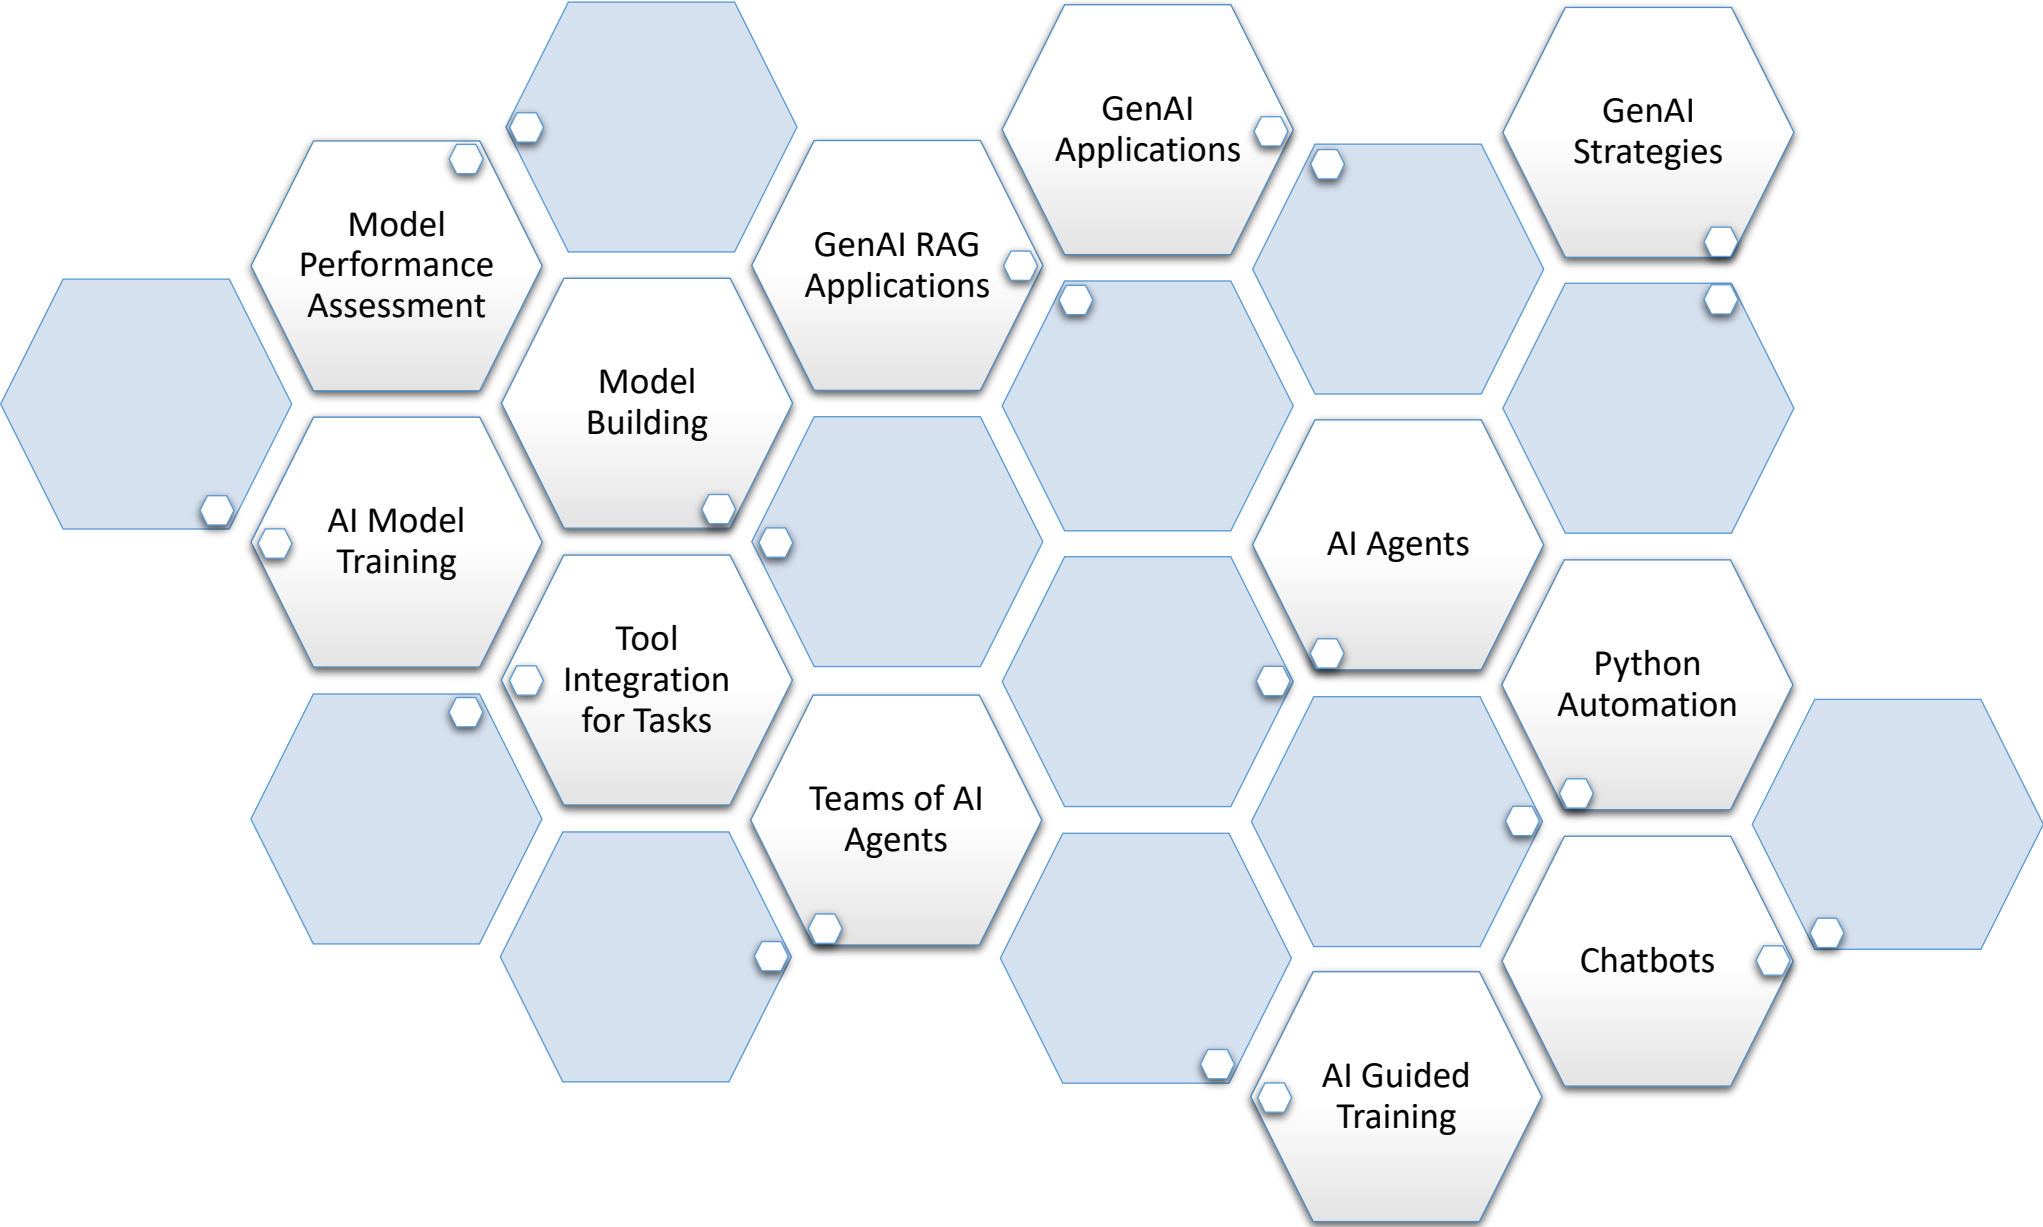 GenAI
Applications
GenAI
Strategies
Model
Performance
Assessment
GenAI RAG
Applications
Model
Building
AI Model
Training
AI Agents
Tool
Integration
for Tasks
Python
Automation
Teams of AI
Agents
Chatbots
AI Guided
Training